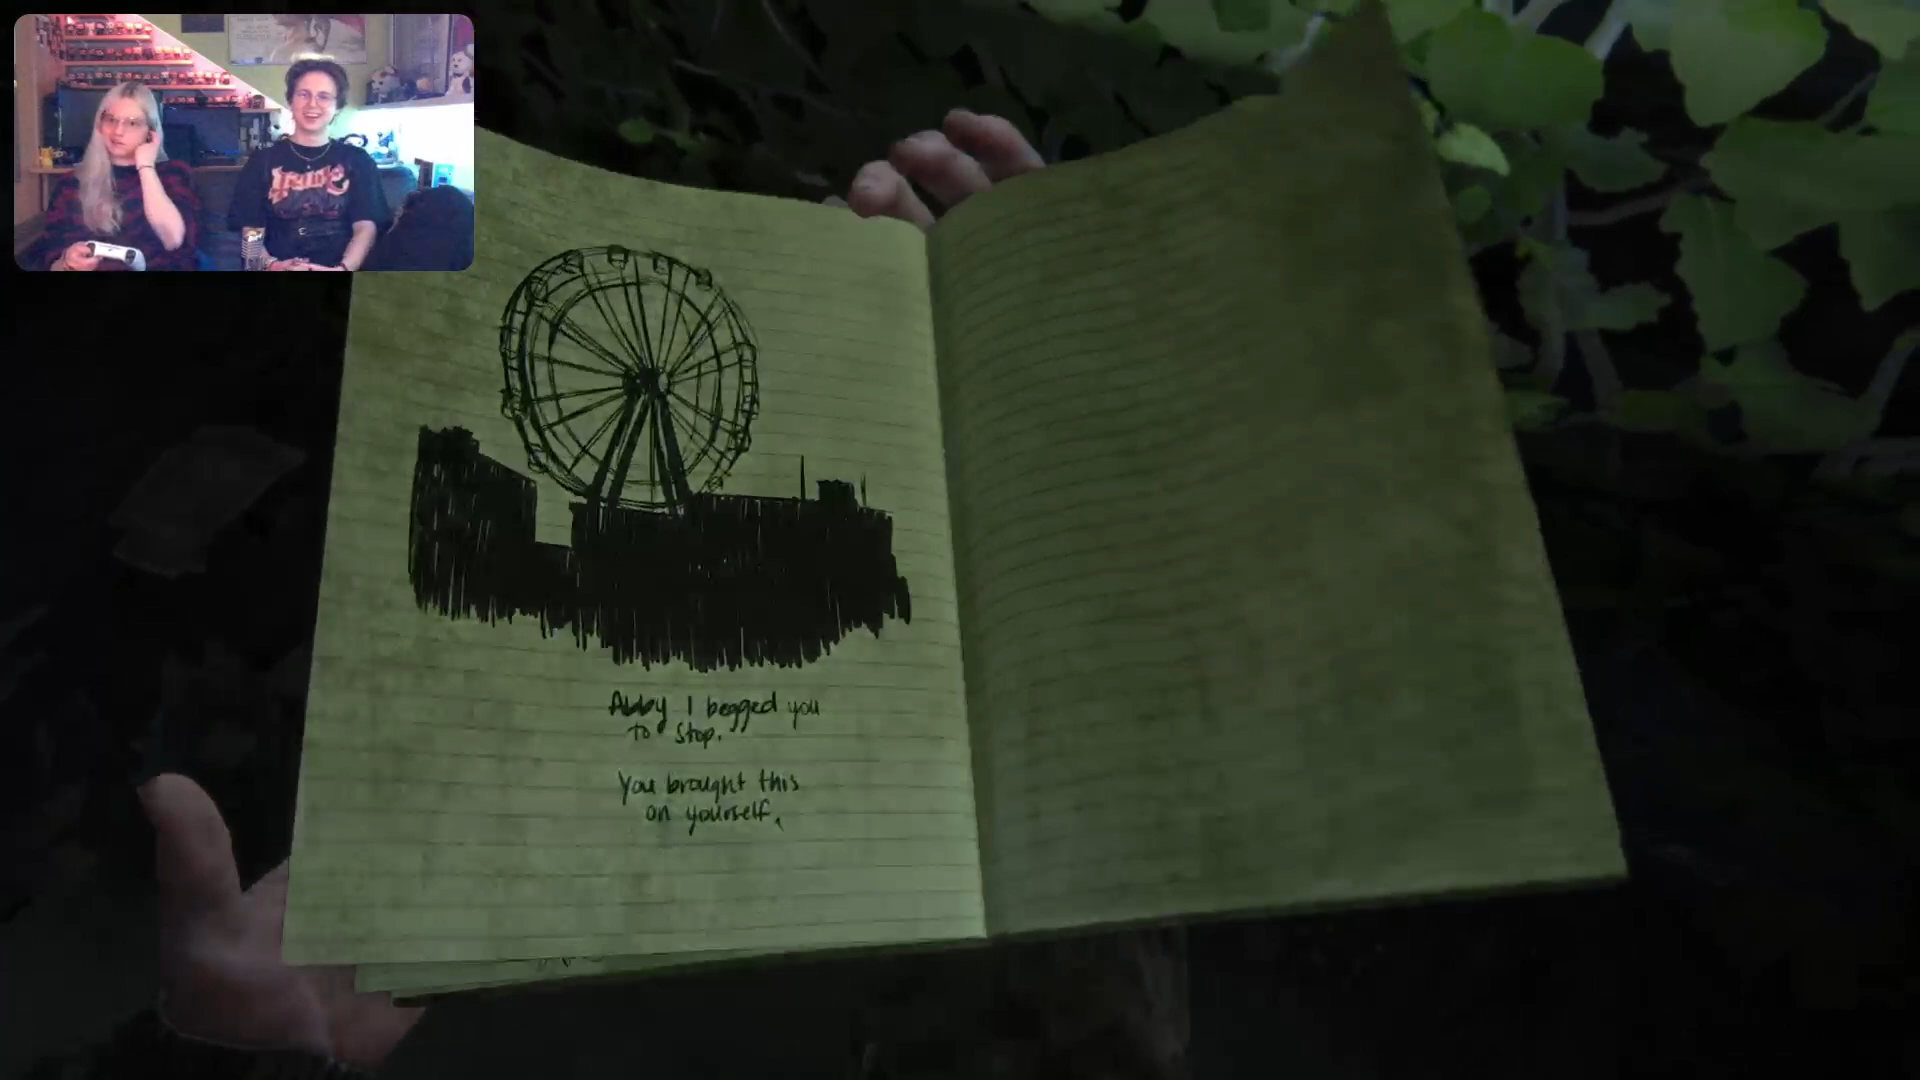 Abby I begged you
to stop.
You brought this
on yourself.